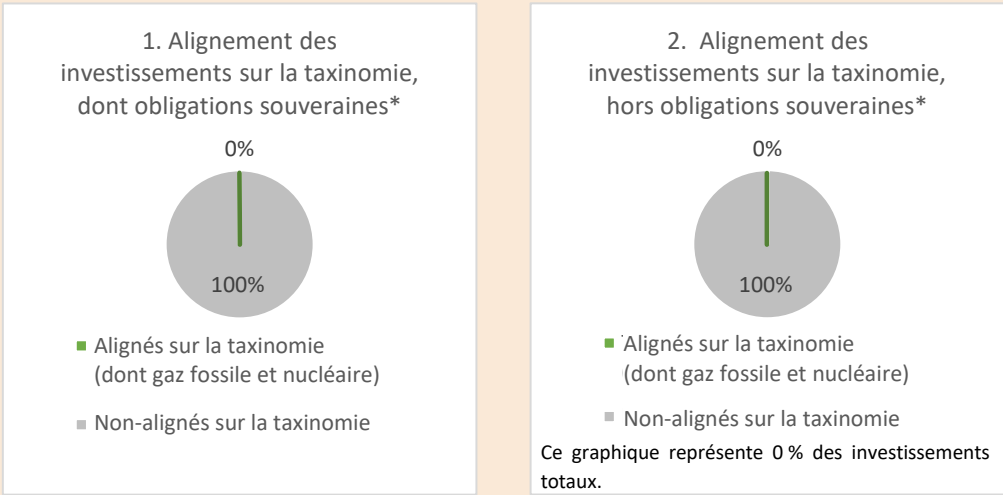 1. Alignement des
investissements sur la taxinomie,
dont obligations souveraines*
0%
100%
Alignés sur la taxinomie
(dont gaz fossile et nucléaire)
Non-alignés sur la taxinomie
2. Alignement des
investissements sur la taxinomie,
hors obligations souveraines*
0%
100%
Alignés sur la taxinomie
(dont gaz fossile et nucléaire)
Non-alignés sur la taxinomie
Ce graphique représente 0 % des investissements
totaux.